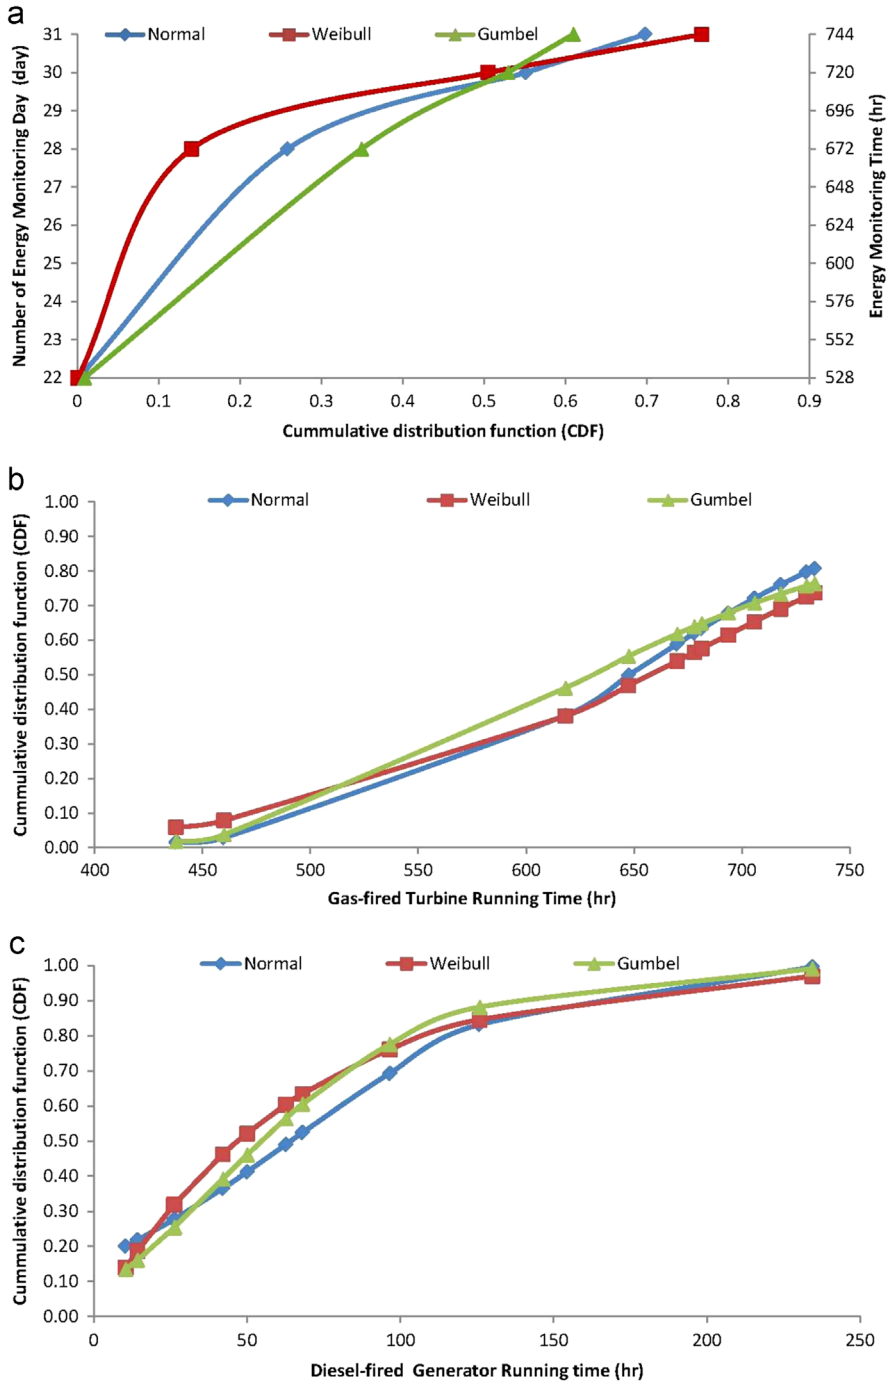 a
Normal Weibull Gumbel
Number of Energy Monitoring Day (day)
31
30
29
28
27
26
25
24
23
22
744
720
696
672
648
624
600
576
552
528
Energy Monitoring Time (hr)
0 0.1 0.2 0.3 0.4 0.5 0.6 0.7 0.8 0.9
Cummulative distribution function (CDF)
b
Normal Weibull Gumbel
Cummulative distribution function (CDF)
1.00
0.90
0.80
0.70
0.60
0.50
0.40
0.30
0.20
0.10
0.00
400 450 500 550 600 650 700 750
Gas-fired Turbine Running Time (hr)
c
Normal Weibull Gumbel
Cummulative distribution function (CDF)
1.00
0.90
0.80
0.70
0.60
0.50
0.40
0.30
0.20
0.10
0.00
0 50 100 150 200 250
Diesel-fired Generator Running time (hr)